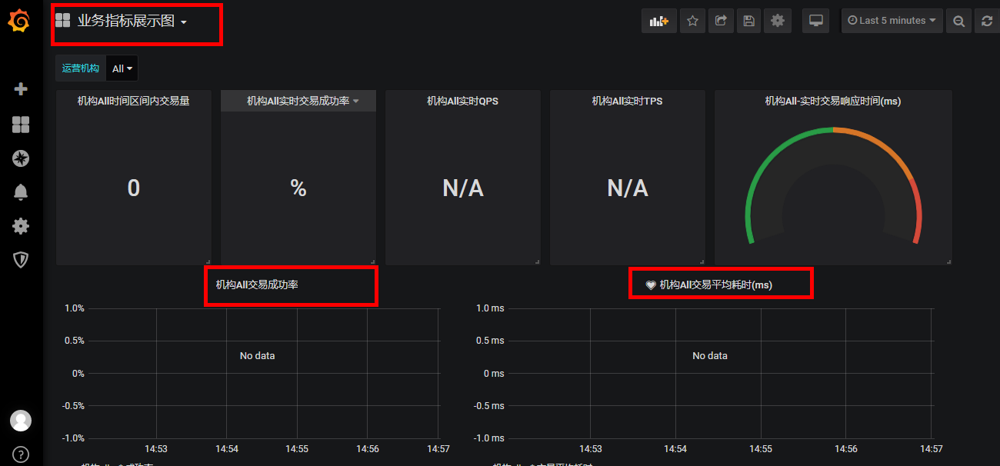 业务指标展示图
Last 5 minutes
运营机构 All
机构All时间区间内交易量
0
机构All实时交易成功率
%
机构All实时QPS
N/A
机构All实时TPS
N/A
机构All-实时交易响应时间(ms)
机构All交易成功率
1.0%
0.5%
0%
-0.5%
-1.0%
No data
14:53 14:54 14:55 14:56 14:57
机构All交易平均耗时(ms)
1.0 ms
0.5 ms
0 ms
-0.5 ms
-1.0 ms
No data
14:53 14:54 14:55 14:56 14:57
?